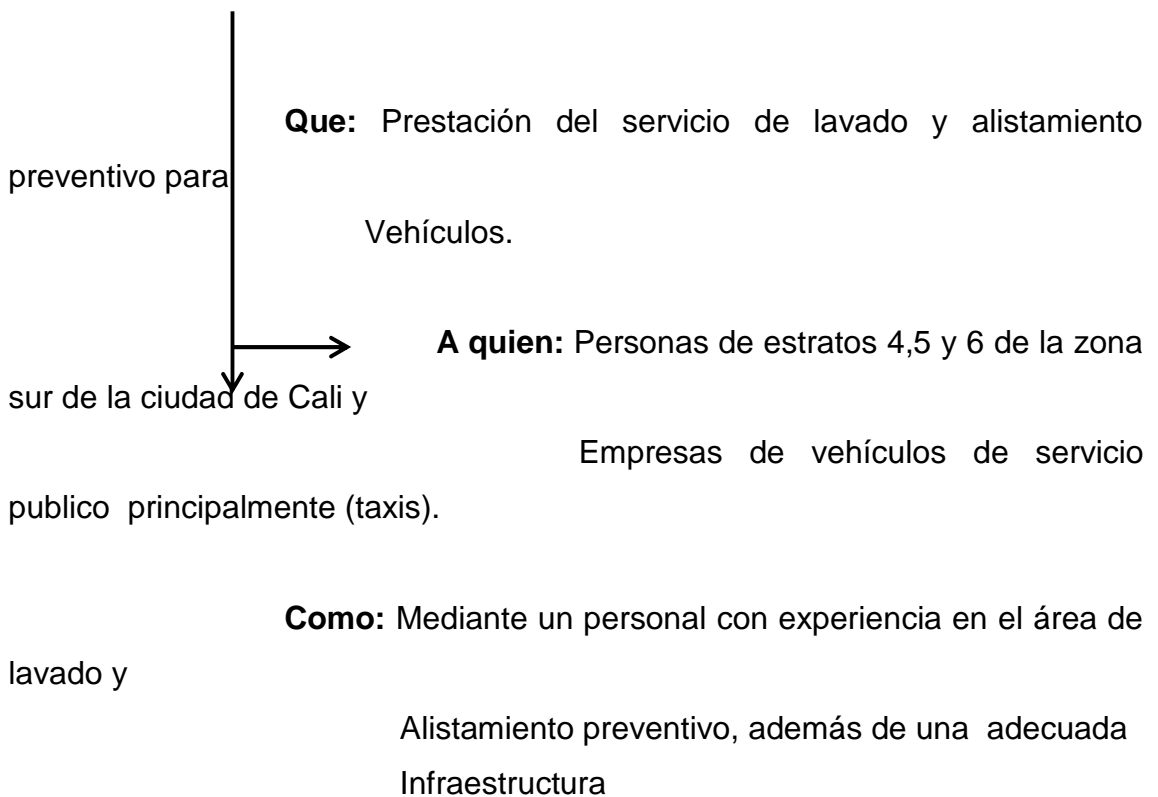 Que: Prestación del servicio de lavado y alistamiento
preventivo para
Vehículos.
A quien: Personas de estratos 4,5 y 6 de la zona
sur de la ciudad de Cali y
Empresas de vehículos de servicio
publico principalmente (taxis).
Como: Mediante un personal con experiencia en el área de
lavado y
Alistamiento preventivo, además de una adecuada
Infraestructura